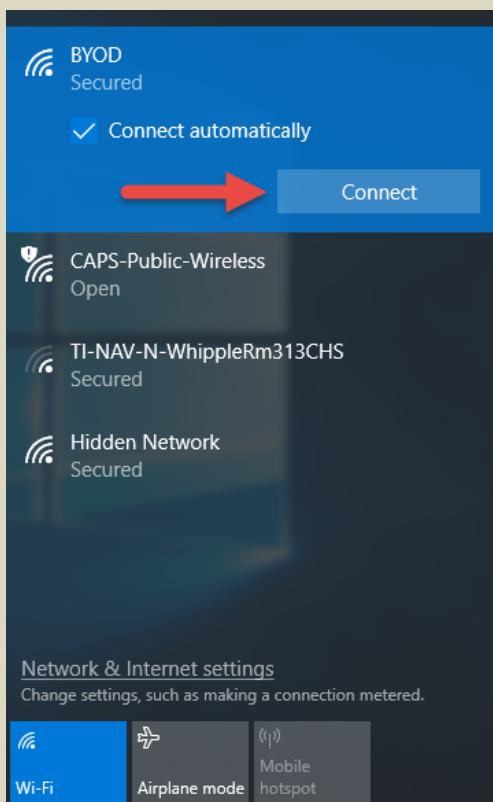 BYOD
Secured
Connect automatically
Connect
CAPS-Public-Wireless
Open
TI-NAV-N-WhippleRm313CHS
Secured
Hidden Network
Secured
Network & Internet settings
Change settings, such as making a connection metered.
Wi-Fi
Airplane mode
Mobile
hotspot